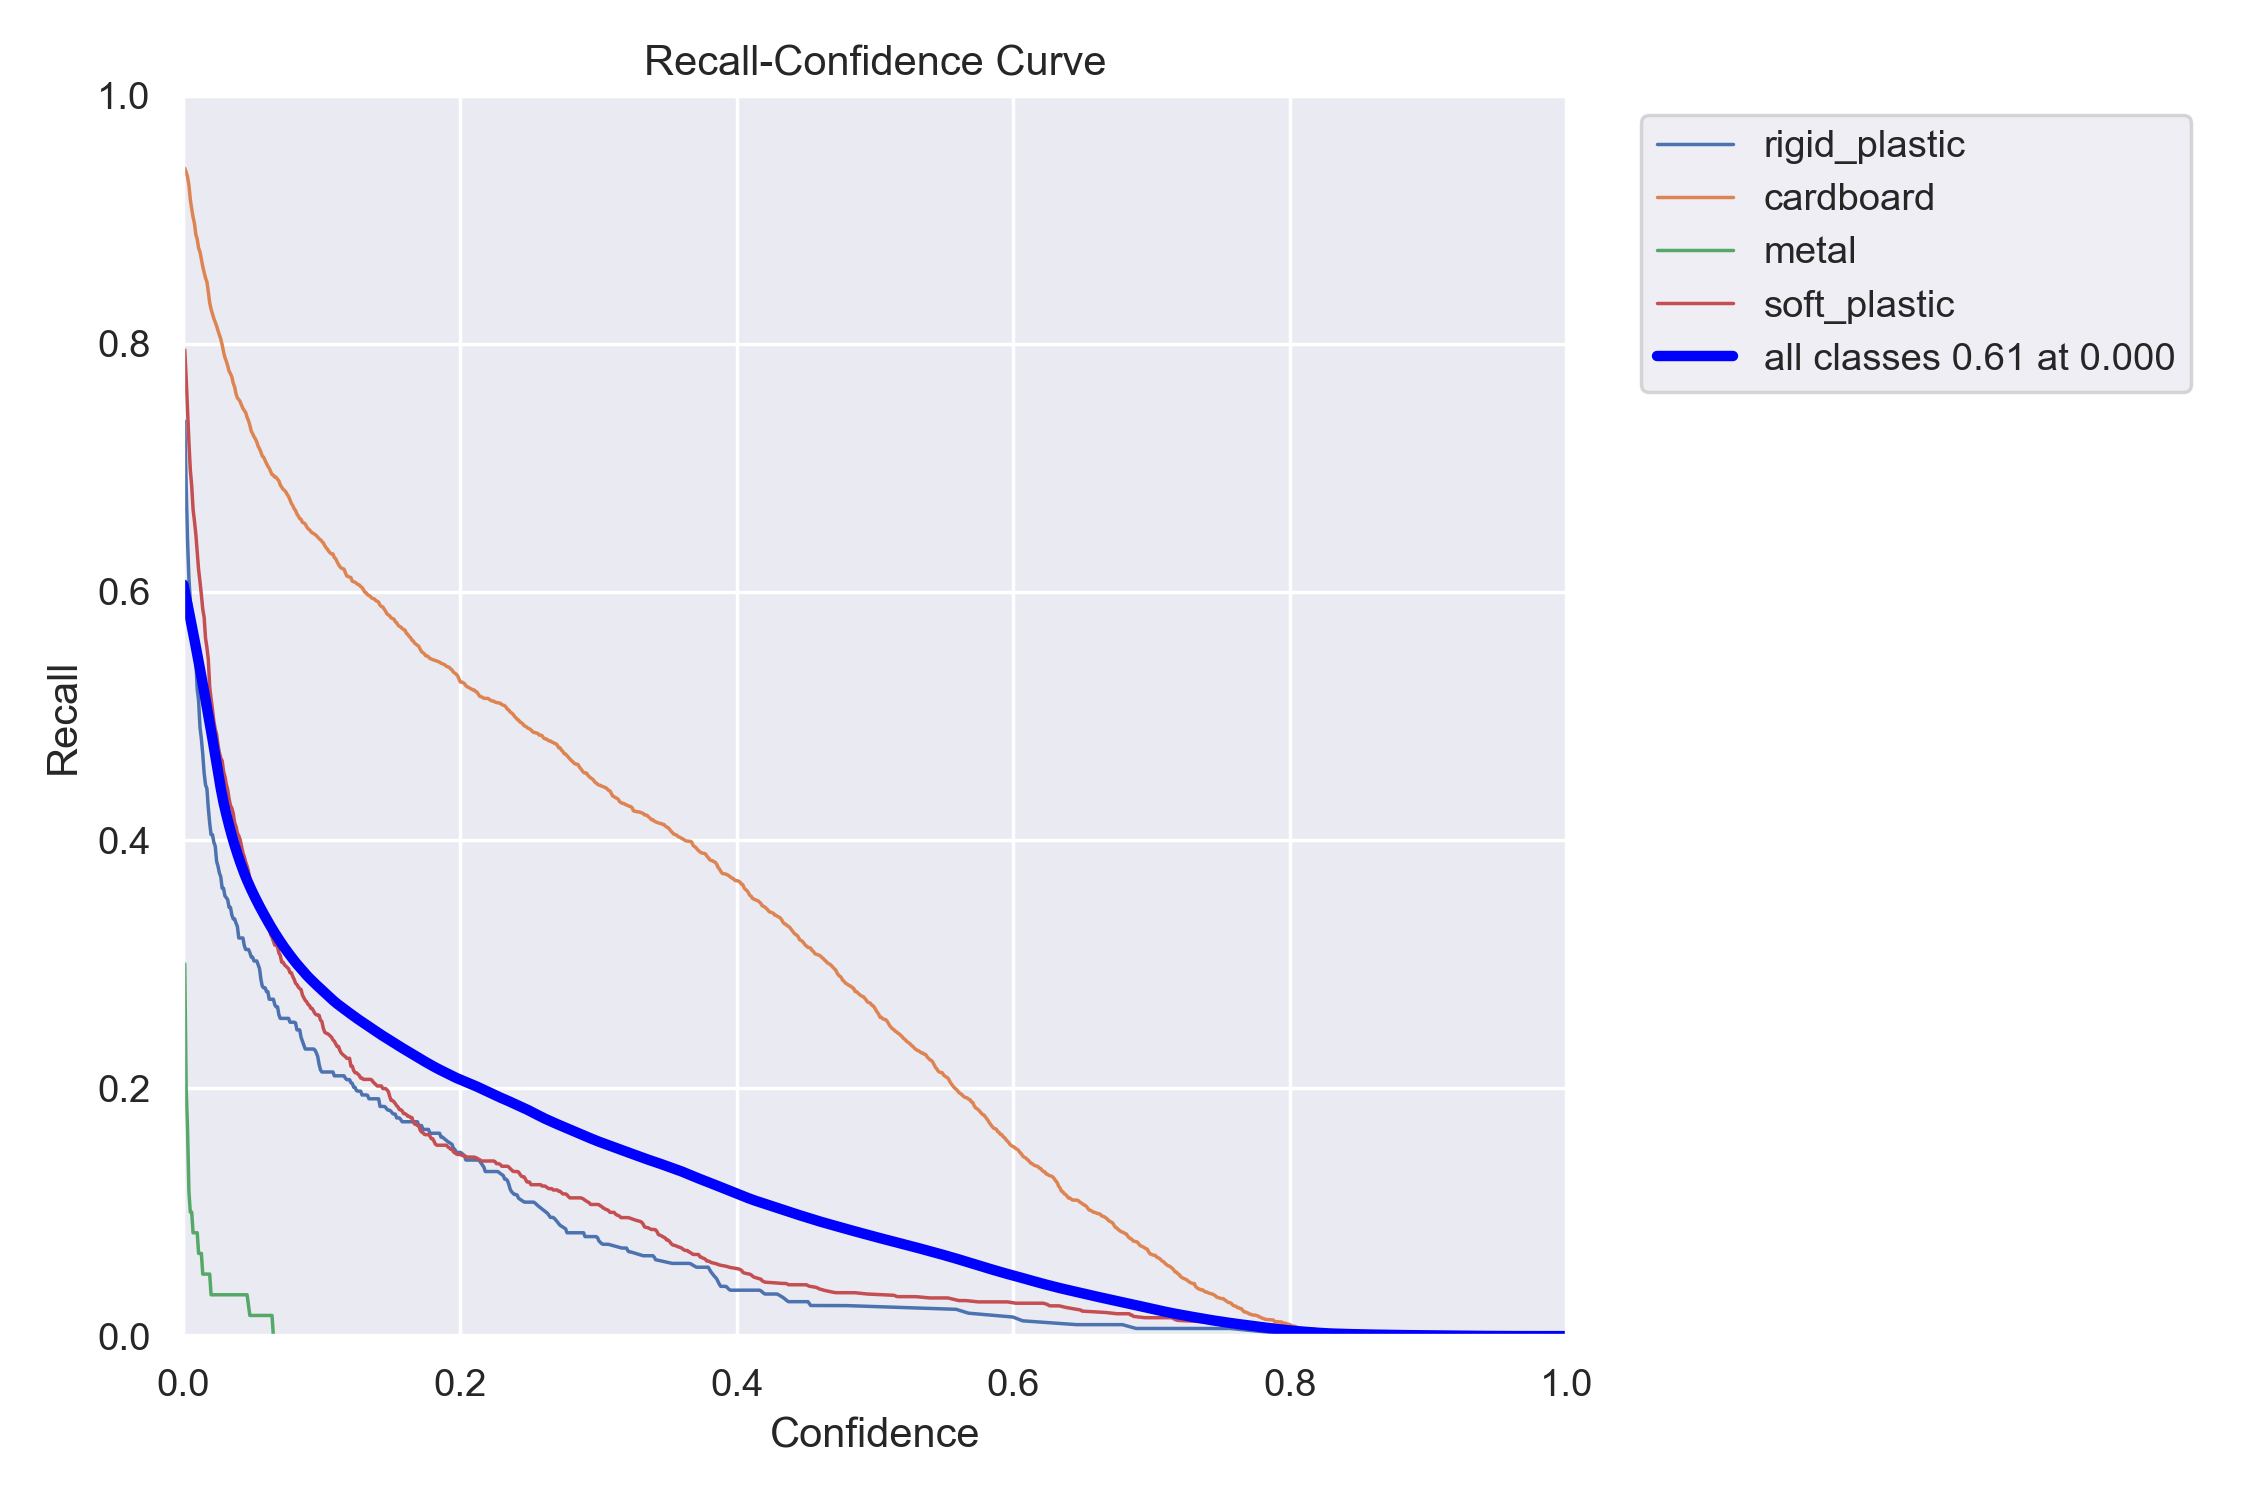 Recall-Confidence Curve
1.0
0.8
0.6
0.4
0.2
0.0
Recall
0.0 0.2 0.4 0.6 0.8 1.0
Confidence
rigid_plastic
cardboard
metal
soft_plastic
all classes 0.61 at 0.000